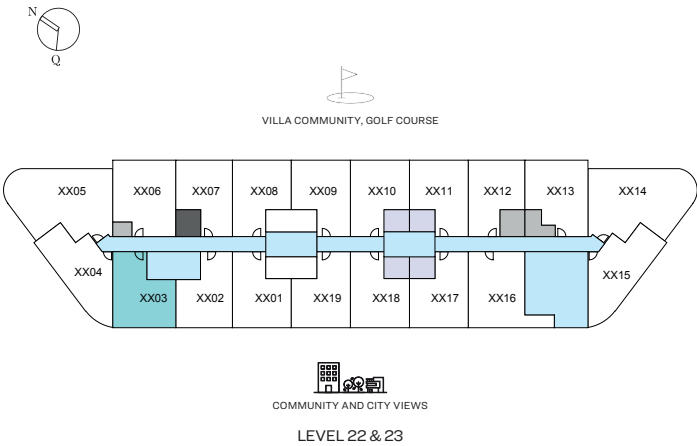 N
Q
VILLA COMMUNITY, GOLF COURSE
XX05 XX06 XX07 XX08 XX09 XX10 XX11 XX12 XX13 XX14
XX04 XX15
XX03 XX02 XX01 XX19 XX18 XX17 XX16
COMMUNITY AND CITY VIEWS
LEVEL 22 & 23